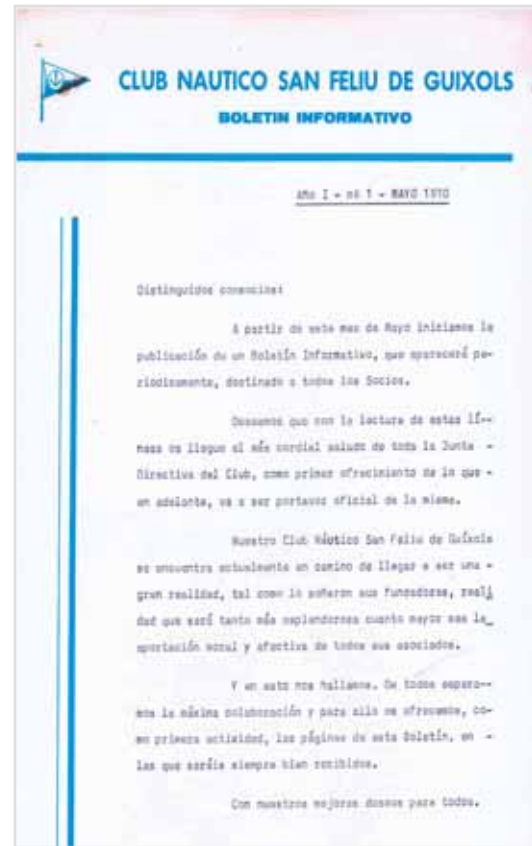 CLUB NAUTICO SAN FELIU DE GUIXOLS
BOLETIN INFORMATIVO
Año I - nº 1 - MAYO 1970
Distinguidos consocios:
A partir de este mes de Mayo iniciamos la
publicación de un Boletín Informativo, que aparecerá pe-
riodicamente, destinado a todos los Socios.
Deseamos que con la lectura de estas lí--
neas os llegue el más cordial saludo de toda la Junta -
Directiva del Club, como primer ofrecimiento de lo que -
en adelante, va a ser portavoz oficial de la misma.
Nuestro Club Náutico San Feliu de Guíxols
se encuentra actualmente en camino de llegar a ser una -
gran realidad, tal como lo soñaron sus fundadores, reali
dad que será tanto más esplendorosa cuanto mayor sea la_
aportación moral y afectiva de todos sus asociados.
Y en esto nos hallamos. De todos espera--
mos la máxima colaboración y para ello os ofrecemos, co-
mo primera actividad, las páginas de este Boletín, en -
las que seréis siempre bien recibidos.
Con nuestros mejores deseos para todos.